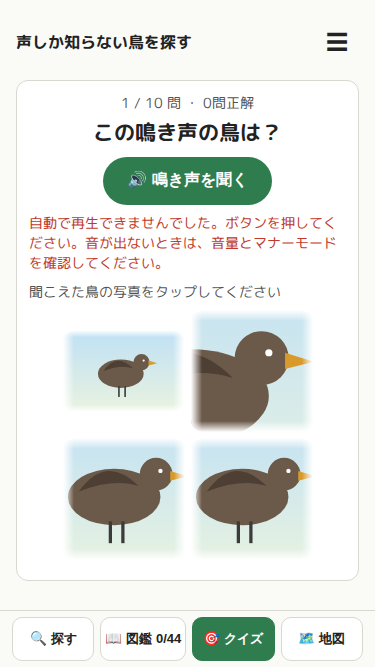 声しか知らない鳥を探す
1 / 10 問 · 0問正解
この鳴き声の鳥は？
🔊 鳴き声を聞く
自動で再生できませんでした。ボタンを押してく
ださい。音が出ないときは、音量とマナーモード
を確認してください。
聞こえた鳥の写真をタップしてください
🔍 探す
📖 図鑑 0/44
🎯 クイズ
🗺️ 地図